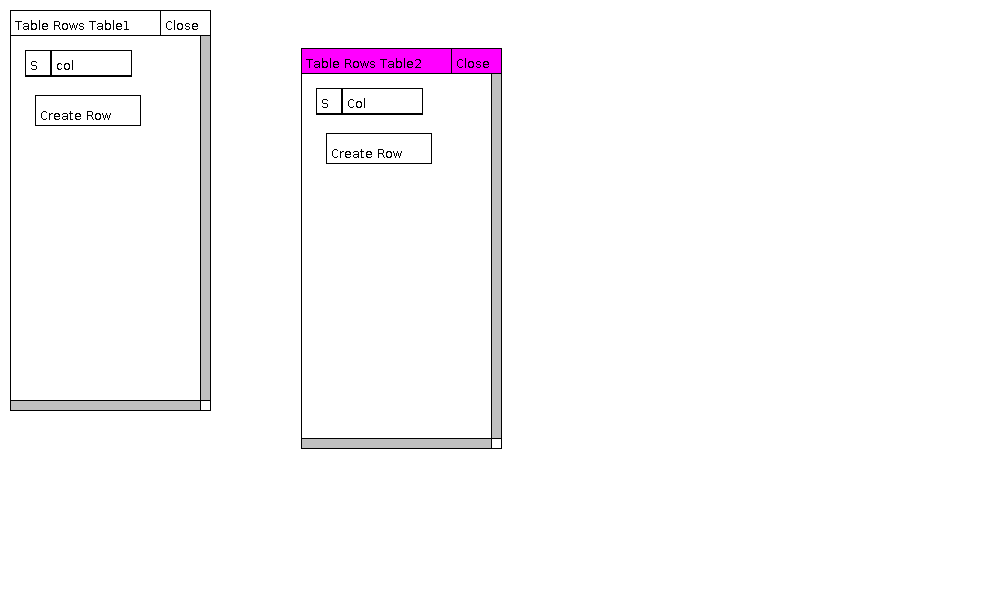 Table Rows Table1 Close
S col
Create Row
Table Rows Table2 Close
S Col
Create Row